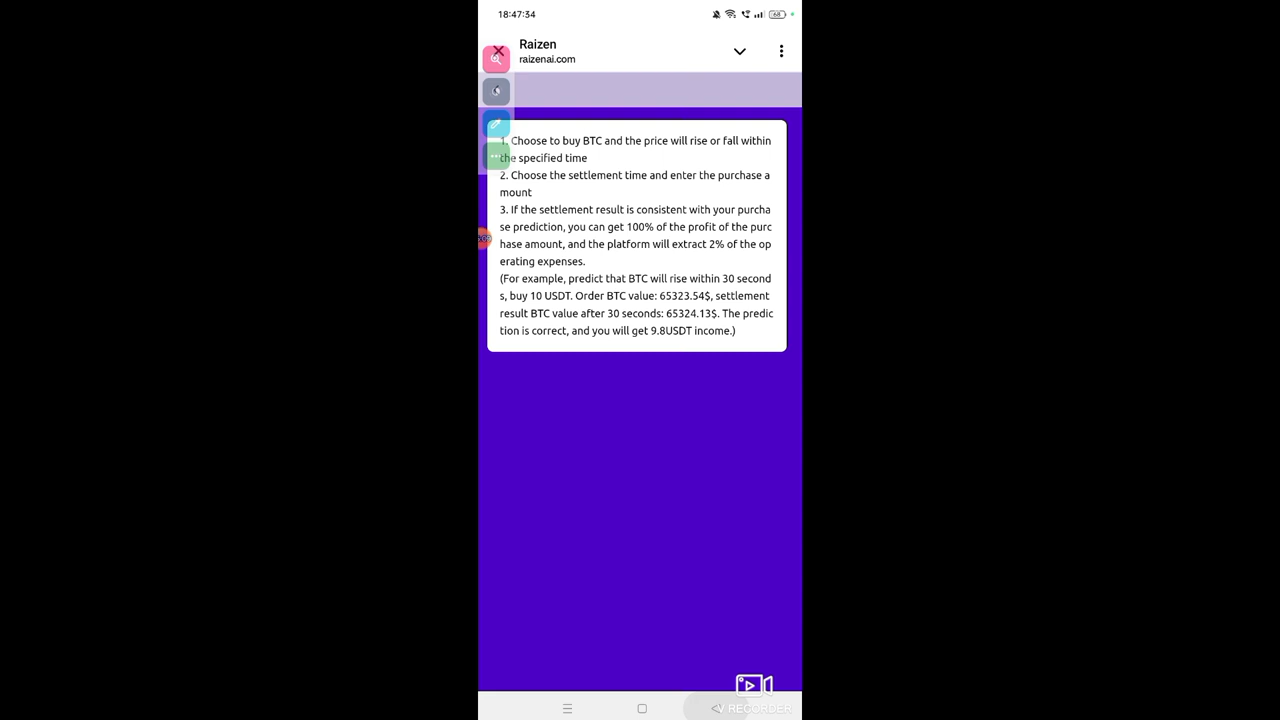 18:47:34
68
Raizen
raizenai.com
1. Choose to buy BTC and the price will rise or fall within
the specified time
2. Choose the settlement time and enter the purchase a
mount
3. If the settlement result is consistent with your purcha
se prediction, you can get 100% of the profit of the purc
hase amount, and the platform will extract 2% of the op
erating expenses.
(For example, predict that BTC will rise within 30 second
s, buy 10 USDT. Order BTC value: 65323.54$, settlement
result BTC value after 30 seconds: 65324.13$. The predic
tion is correct, and you will get 9.8USDT income.)
V RECORDER